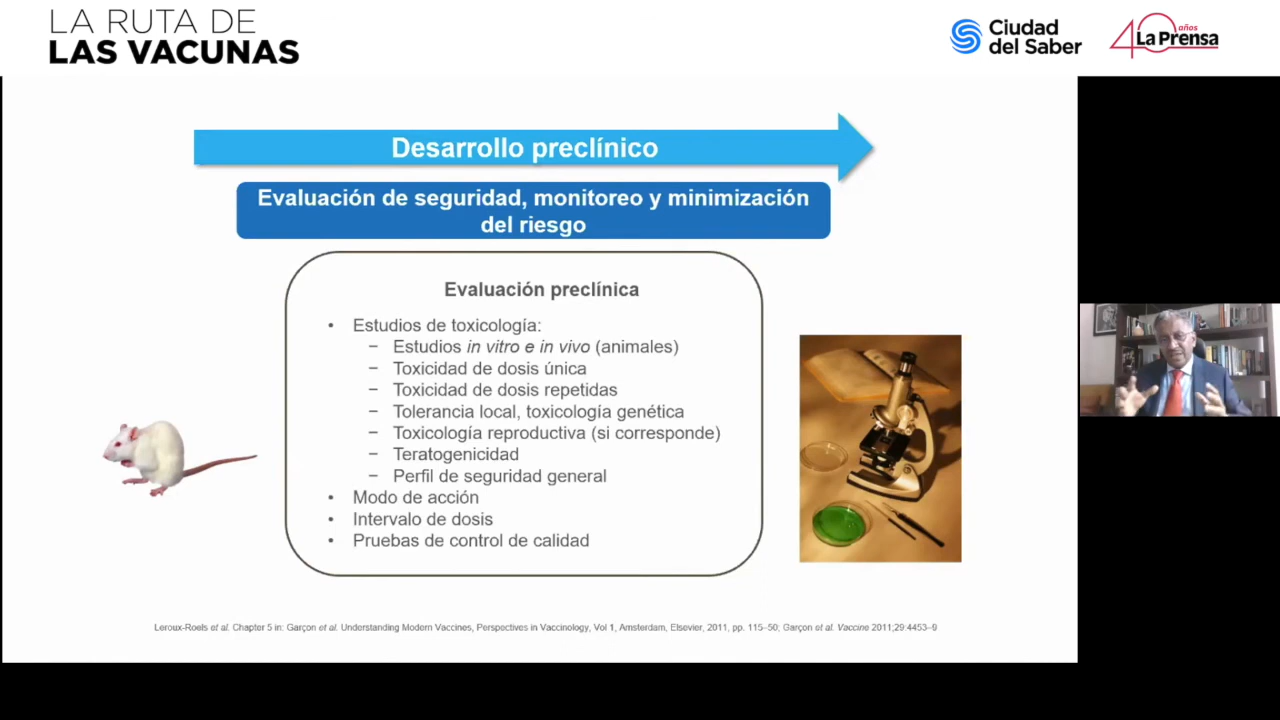 LA RUTA DE
LAS VACUNAS
Ciudad
del Saber
40 años
La Prensa
Desarrollo preclínico
Evaluación de seguridad, monitoreo y minimización
del riesgo
Evaluación preclínica
• Estudios de toxicología:
− Estudios in vitro e in vivo (animales)
− Toxicidad de dosis única
− Toxicidad de dosis repetidas
− Tolerancia local, toxicología genética
− Toxicología reproductiva (si corresponde)
− Teratogenicidad
− Perfil de seguridad general
• Modo de acción
• Intervalo de dosis
• Pruebas de control de calidad
Leroux-Roels et al. Chapter 5 in: Garçon et al. Understanding Modern Vaccines, Perspectives in Vaccinology, Vol 1, Amsterdam, Elsevier, 2011, pp. 115–50; Garçon et al. Vaccine 2011;29:4453–9